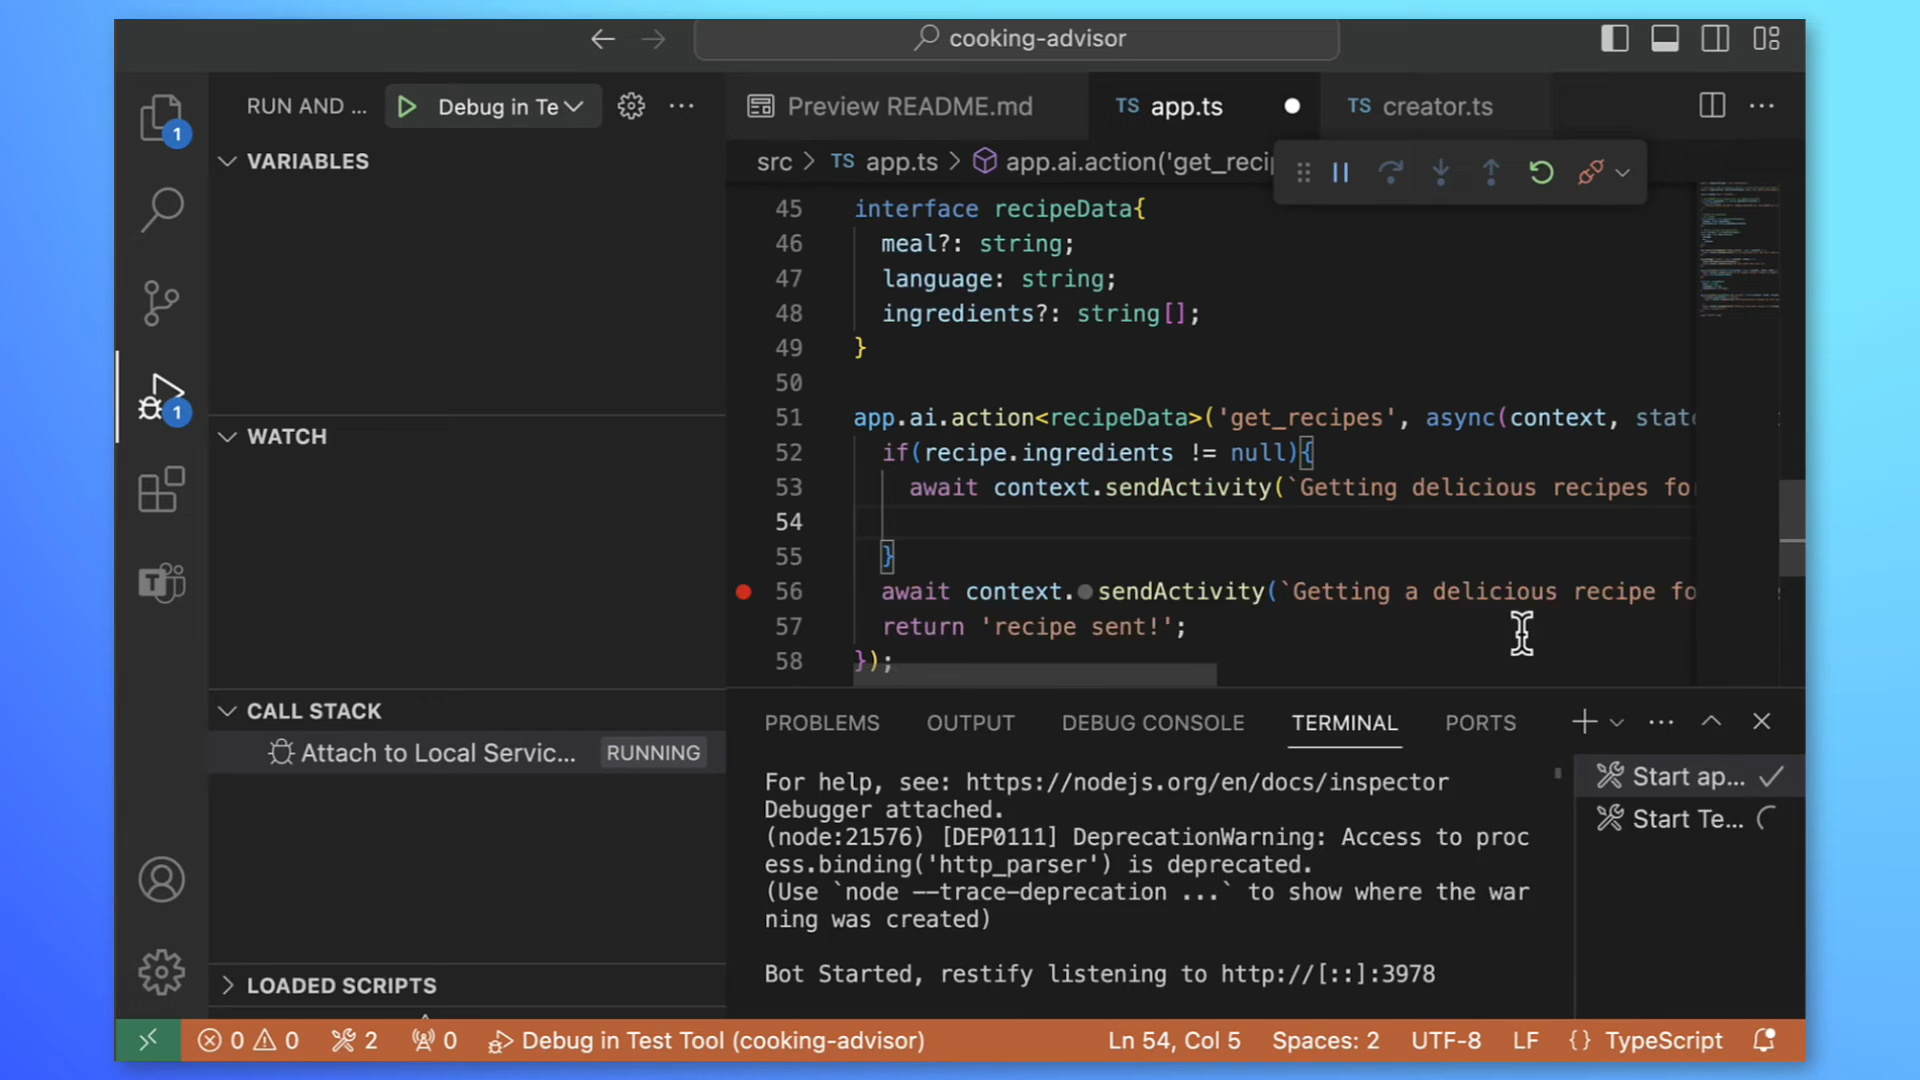 cooking-advisor
RUN AND ...
Debug in Te
Preview README.md
TS app.ts
TS creator.ts
1
VARIABLES
src > TS app.ts > app.ai.action('get_reci
45 interface recipeData{
46 meal?: string;
47 language: string;
48 ingredients?: string[];
49 }
50
51 app.ai.action<recipeData>('get_recipes', async(context, state
52 if(recipe.ingredients != null){
53 await context.sendActivity(`Getting delicious recipes for
54
55 }
56 await context.sendActivity(`Getting a delicious recipe fo
57 return 'recipe sent!';
58 });
1
WATCH
CALL STACK
Attach to Local Servic... RUNNING
LOADED SCRIPTS
PROBLEMS OUTPUT DEBUG CONSOLE TERMINAL PORTS
For help, see: https://nodejs.org/en/docs/inspector
Debugger attached.
(node:21576) [DEP0111] DeprecationWarning: Access to proc
ess.binding('http_parser') is deprecated.
(Use `node --trace-deprecation ...` to show where the war
ning was created)
Bot Started, restify listening to http://[::]:3978
Start ap...
Start Te...
0 0 2 0 Debug in Test Tool (cooking-advisor) Ln 54, Col 5 Spaces: 2 UTF-8 LF {} TypeScript